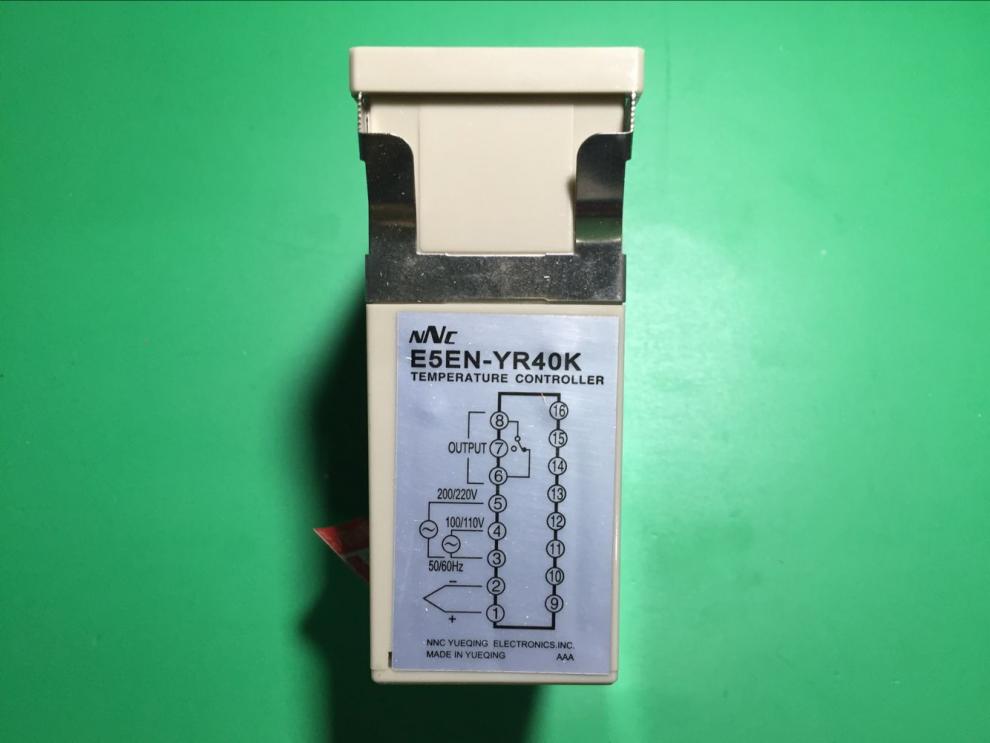 NNC
E5EN-YR40K
TEMPERATURE CONTROLLER
8 16
OUTPUT 7 15
6 14
200/220V 5 13
100/110V 4 12
3 11
50/60Hz
− 2 10
+ 1 9
NNC YUEQING ELECTRONICS.INC.
MADE IN YUEQING AAA